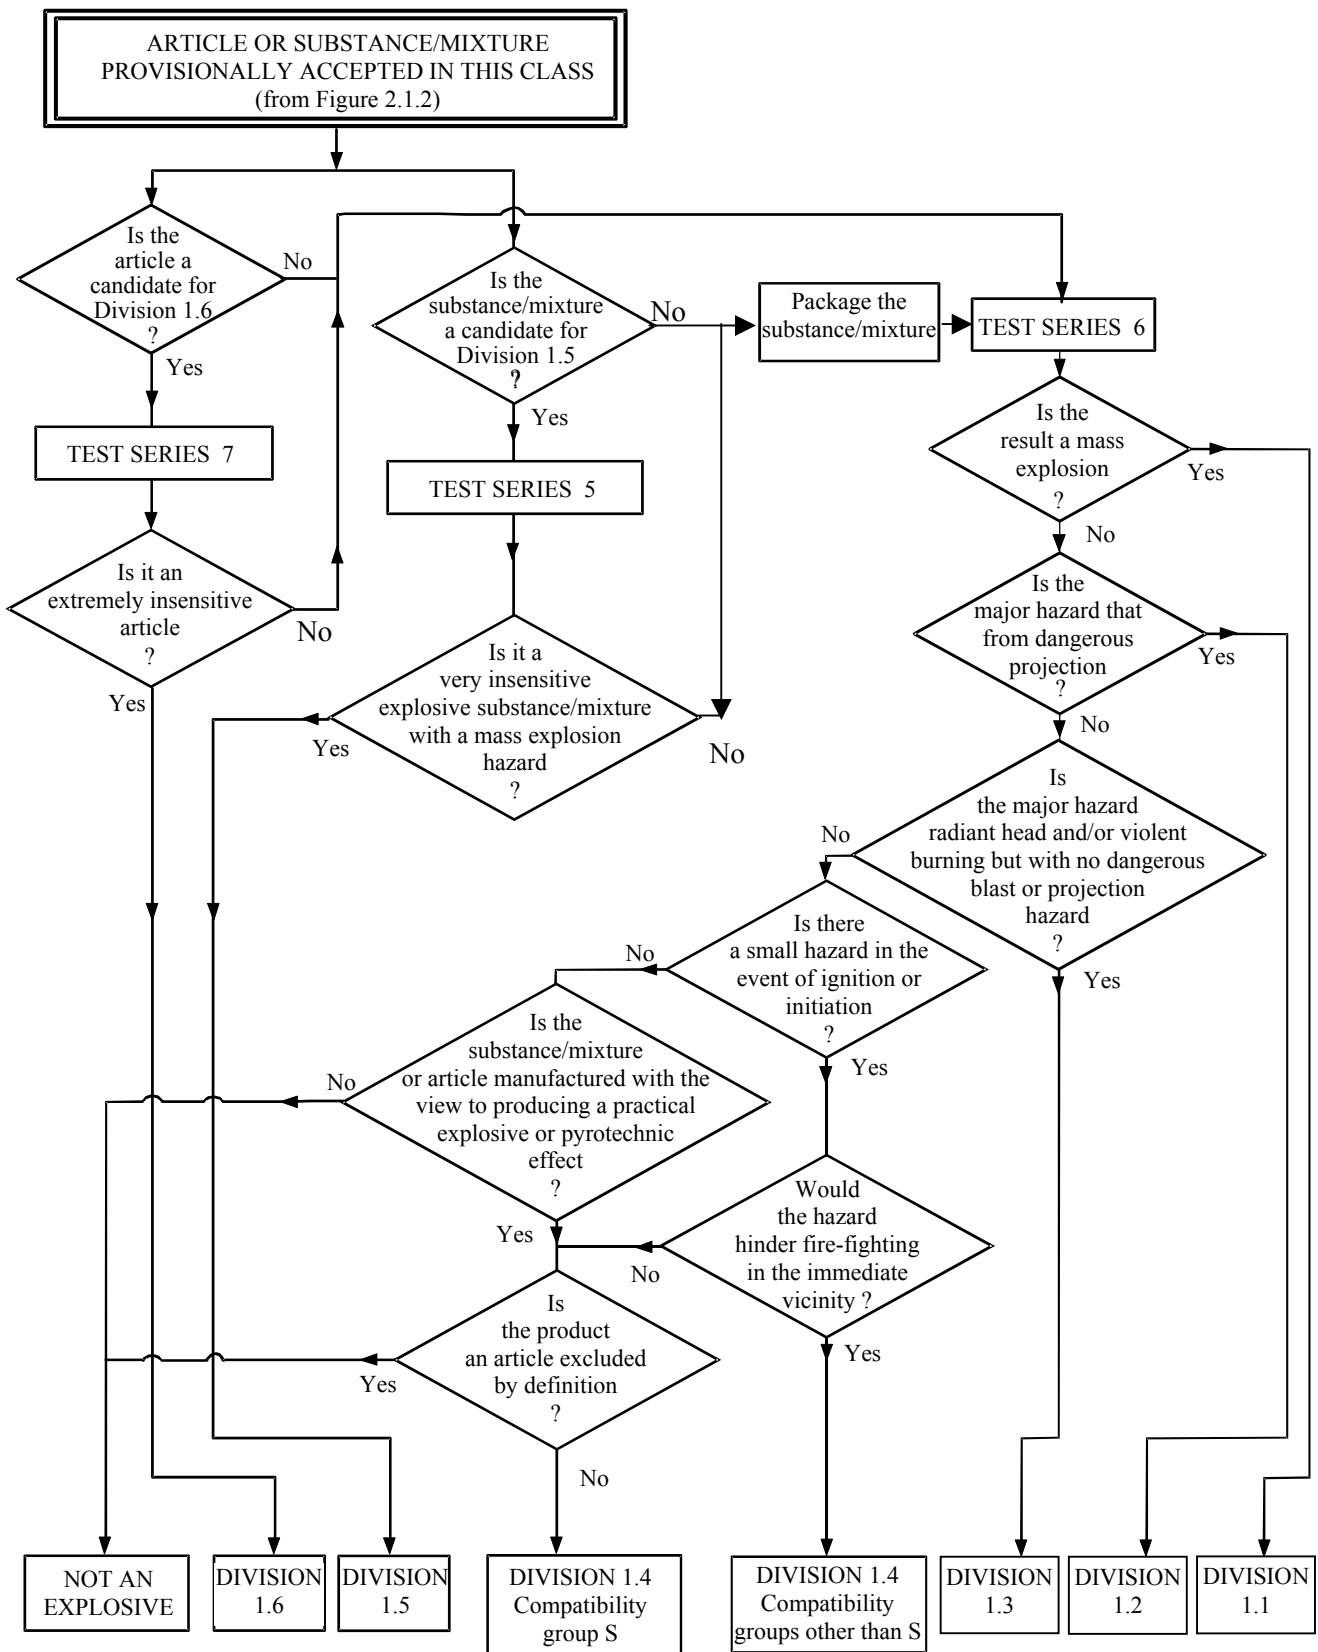 ARTICLE OR SUBSTANCE/MIXTURE
PROVISIONALLY ACCEPTED IN THIS CLASS
(from Figure 2.1.2)
Is the
article a
candidate for
Division 1.6
?
No
Yes
TEST SERIES 7
Is it an
extremely insensitive
article
?
No
Yes
Is the
substance/mixture
a candidate for
Division 1.5
?
No
Yes
TEST SERIES 5
Is it a
very insensitive
explosive substance/mixture
with a mass explosion
hazard
?
Yes
No
Package the
substance/mixture
TEST SERIES 6
Is the
result a mass
explosion
?
Yes
No
Is the
major hazard that
from dangerous
projection
?
Yes
No
Is
the major hazard
radiant head and/or violent
burning but with no dangerous
blast or projection
hazard
?
No
Yes
Is there
a small hazard in the
event of ignition or
initiation
?
No
Yes
Is the
substance/mixture
or article manufactured with the
view to producing a practical
explosive or pyrotechnic
effect
?
No
Yes
Would
the hazard
hinder fire-fighting
in the immediate
vicinity ?
No
Yes
Is
the product
an article excluded
by definition
?
Yes
No
NOT AN
EXPLOSIVE
DIVISION
1.6
DIVISION
1.5
DIVISION 1.4
Compatibility
group S
DIVISION 1.4
Compatibility
groups other than S
DIVISION
1.3
DIVISION
1.2
DIVISION
1.1